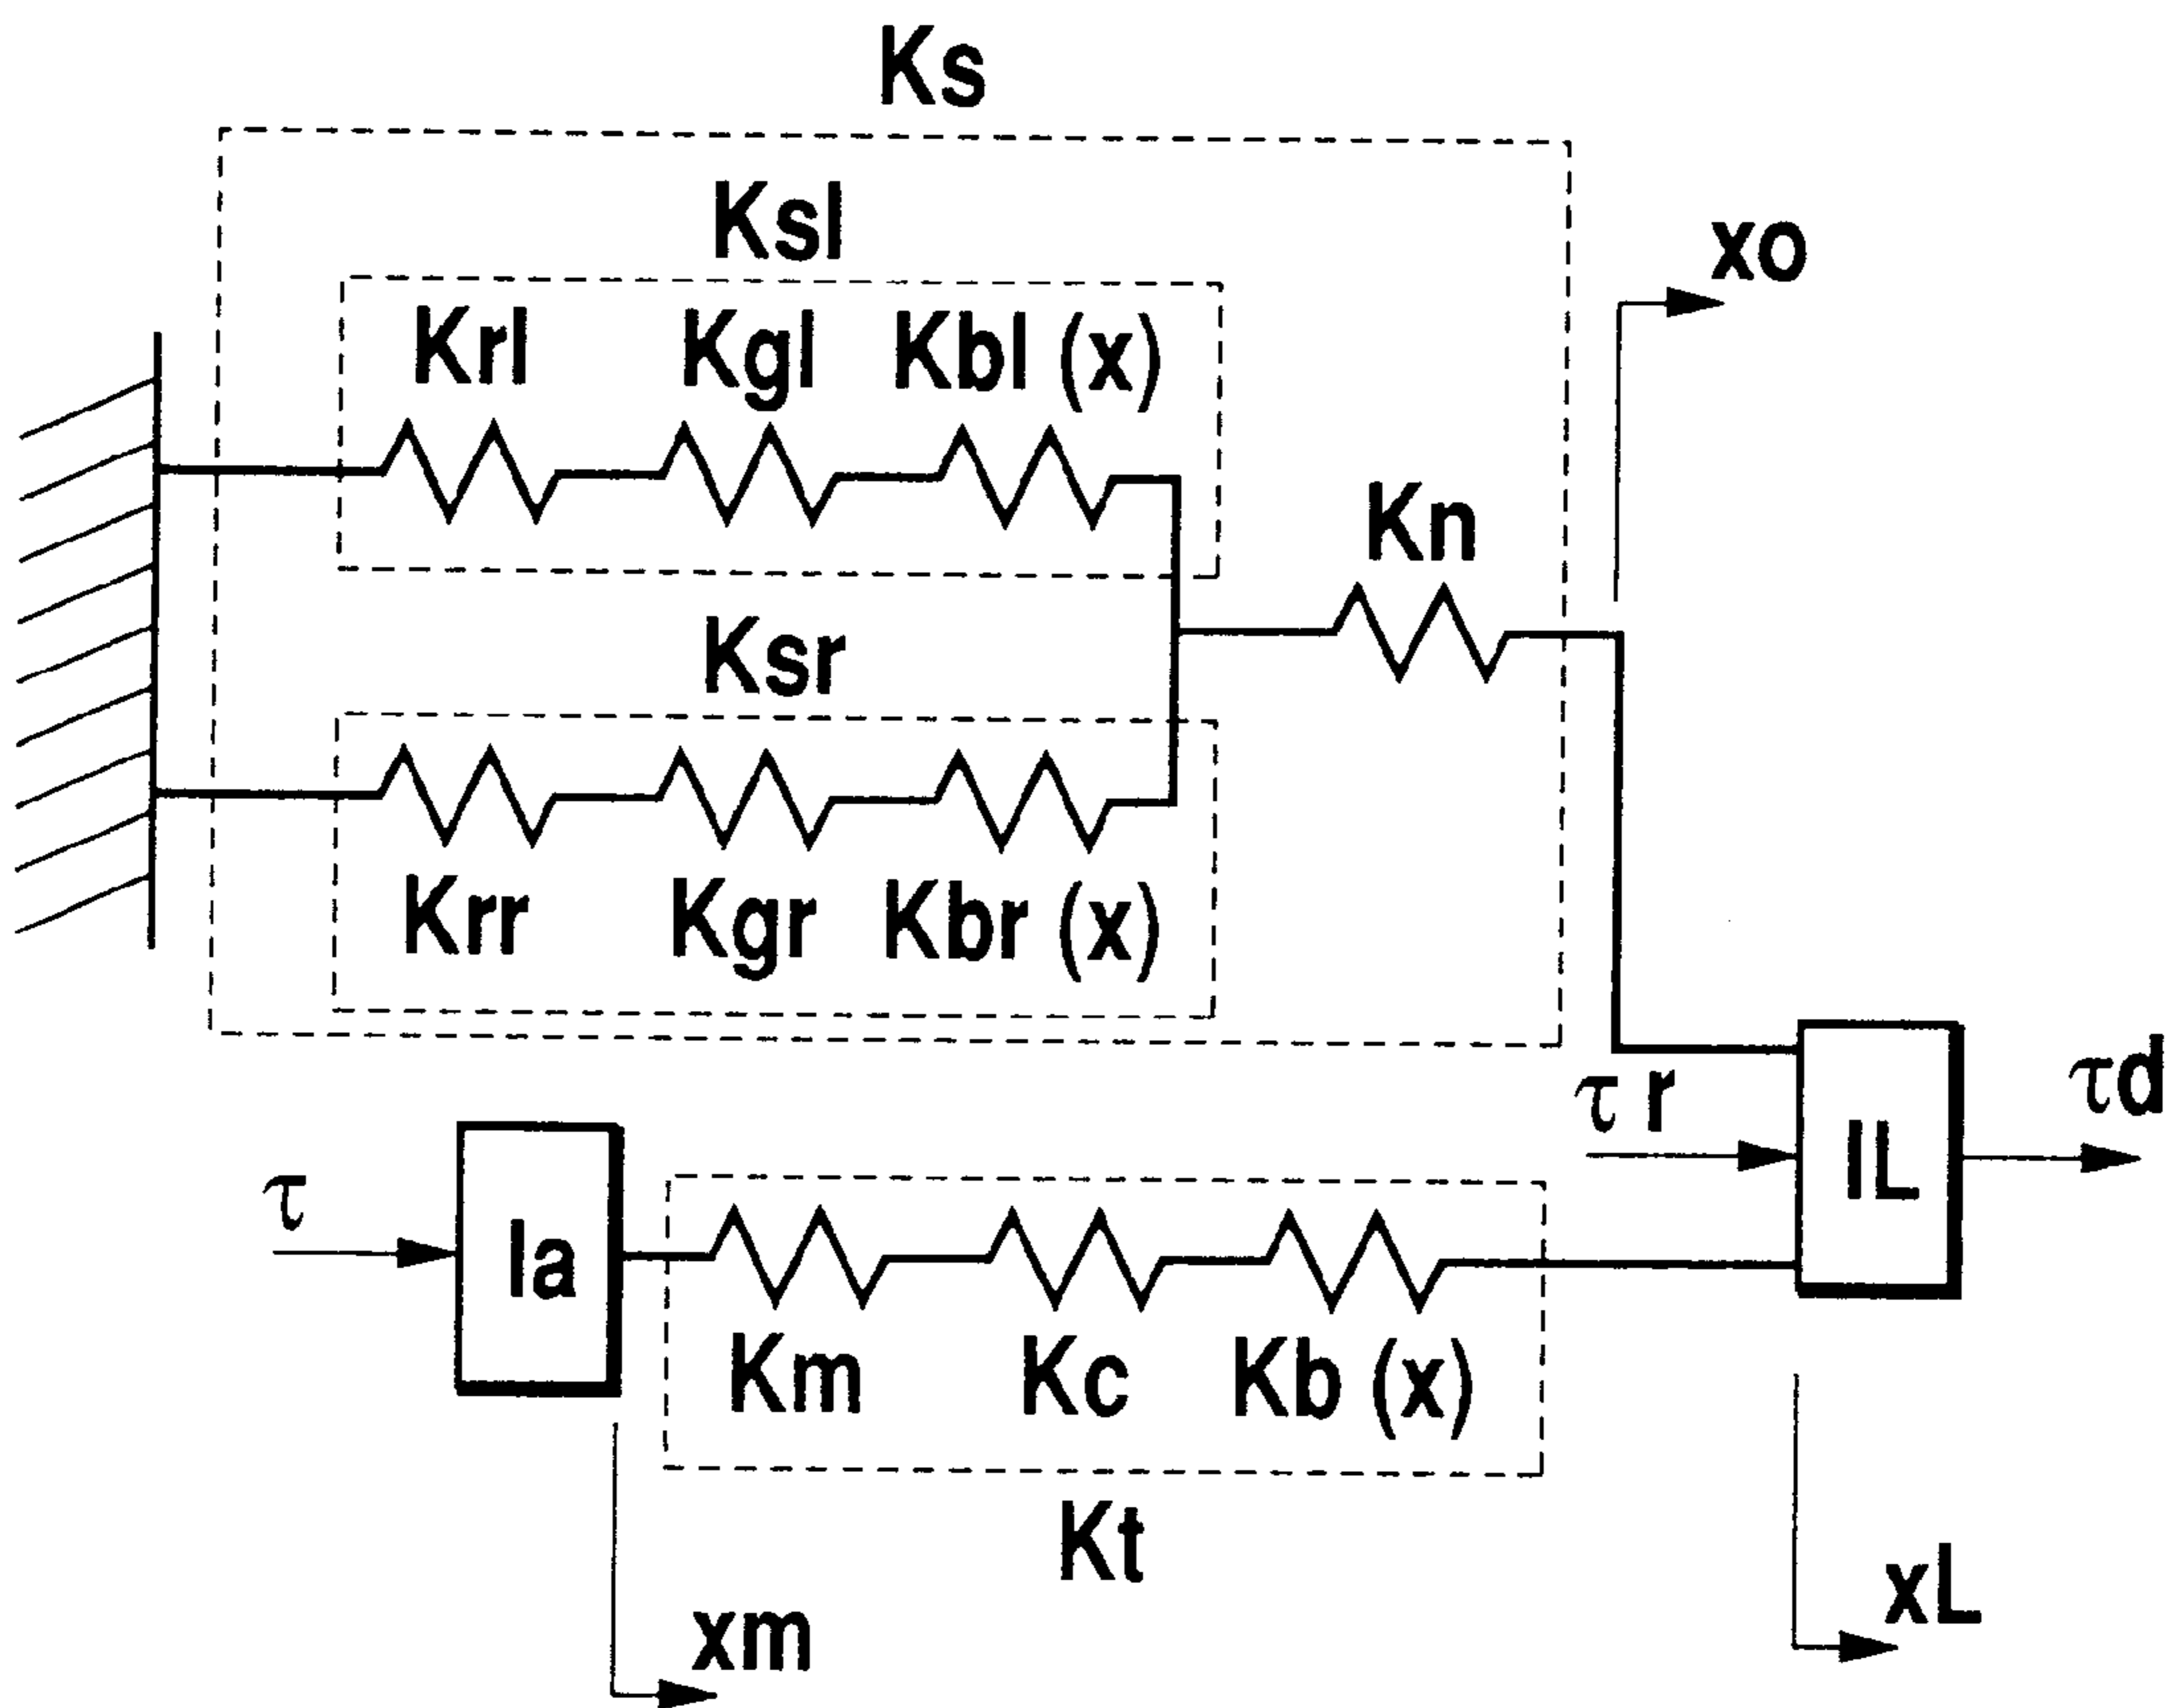 Ks
Ksl
xo
Krl Kgl Kbl (x)
Kn
Ksr
Krr Kgr Kbr (x)
τ r
τd
IL
τ
Ia
Km Kc Kb (x)
Kt
xL
xm